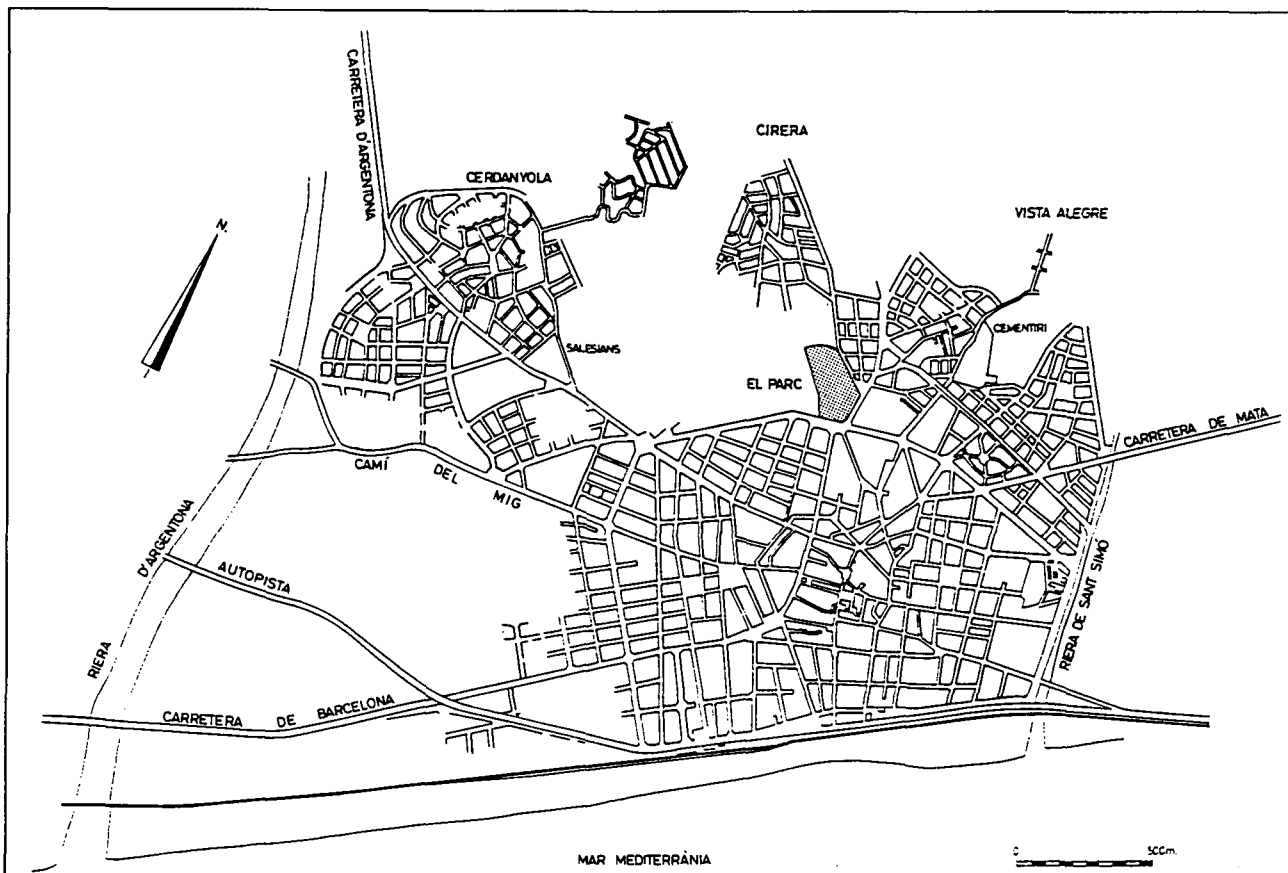 CARRETERA D'ARGENTONA
CERDANYOLA
CIRERA
VISTA ALEGRE
N.
CEMENTIRI
SALESIANS
EL PARC
CARRETERA DE MATA
CAMÍ DEL MIG
RIERA D'ARGENTONA
AUTOPISTA
RIERA DE SANT SIMÓ
CARRETERA DE BARCELONA
MAR MEDITERRÀNIA
0 500m.